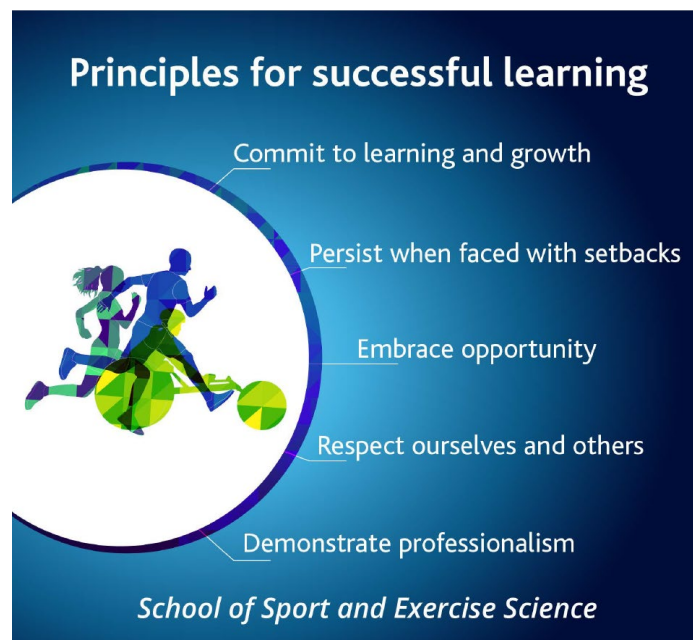 Principles for successful learning
Commit to learning and growth
Persist when faced with setbacks
Embrace opportunity
Respect ourselves and others
Demonstrate professionalism
School of Sport and Exercise Science